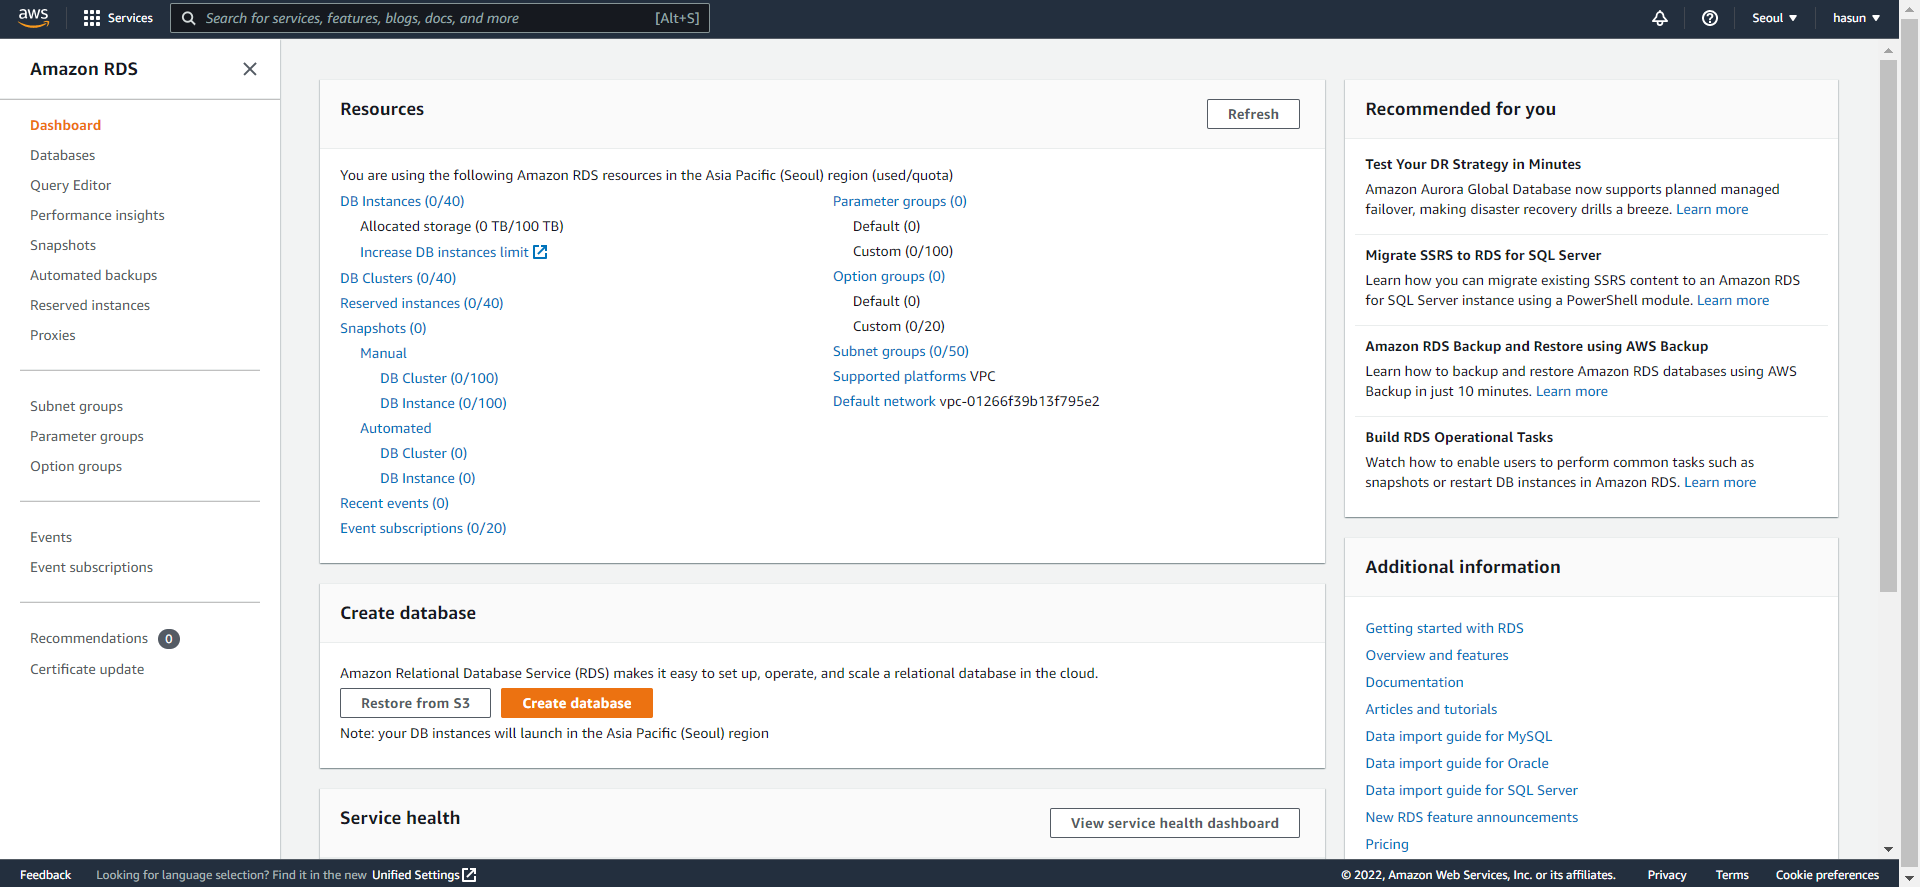 aws
Services
Search for services, features, blogs, docs, and more
[Alt+S]
Seoul
hasun
Amazon RDS
Dashboard
Databases
Query Editor
Performance insights
Snapshots
Automated backups
Reserved instances
Proxies
Subnet groups
Parameter groups
Option groups
Events
Event subscriptions
Recommendations 0
Certificate update
Resources
Refresh
You are using the following Amazon RDS resources in the Asia Pacific (Seoul) region (used/quota)
DB Instances (0/40)
Allocated storage (0 TB/100 TB)
Increase DB instances limit
DB Clusters (0/40)
Reserved instances (0/40)
Snapshots (0)
Manual
DB Cluster (0/100)
DB Instance (0/100)
Automated
DB Cluster (0)
DB Instance (0)
Recent events (0)
Event subscriptions (0/20)
Parameter groups (0)
Default (0)
Custom (0/100)
Option groups (0)
Default (0)
Custom (0/20)
Subnet groups (0/50)
Supported platforms VPC
Default network vpc-01266f39b13f795e2
Create database
Amazon Relational Database Service (RDS) makes it easy to set up, operate, and scale a relational database in the cloud.
Restore from S3
Create database
Note: your DB instances will launch in the Asia Pacific (Seoul) region
Service health
View service health dashboard
Recommended for you
Test Your DR Strategy in Minutes
Amazon Aurora Global Database now supports planned managed
failover, making disaster recovery drills a breeze. Learn more
Migrate SSRS to RDS for SQL Server
Learn how you can migrate existing SSRS content to an Amazon RDS
for SQL Server instance using a PowerShell module. Learn more
Amazon RDS Backup and Restore using AWS Backup
Learn how to backup and restore Amazon RDS databases using AWS
Backup in just 10 minutes. Learn more
Build RDS Operational Tasks
Watch how to enable users to perform common tasks such as
snapshots or restart DB instances in Amazon RDS. Learn more
Additional information
Getting started with RDS
Overview and features
Documentation
Articles and tutorials
Data import guide for MySQL
Data import guide for Oracle
Data import guide for SQL Server
New RDS feature announcements
Pricing
Feedback
Looking for language selection? Find it in the new Unified Settings
© 2022, Amazon Web Services, Inc. or its affiliates.
Privacy
Terms
Cookie preferences